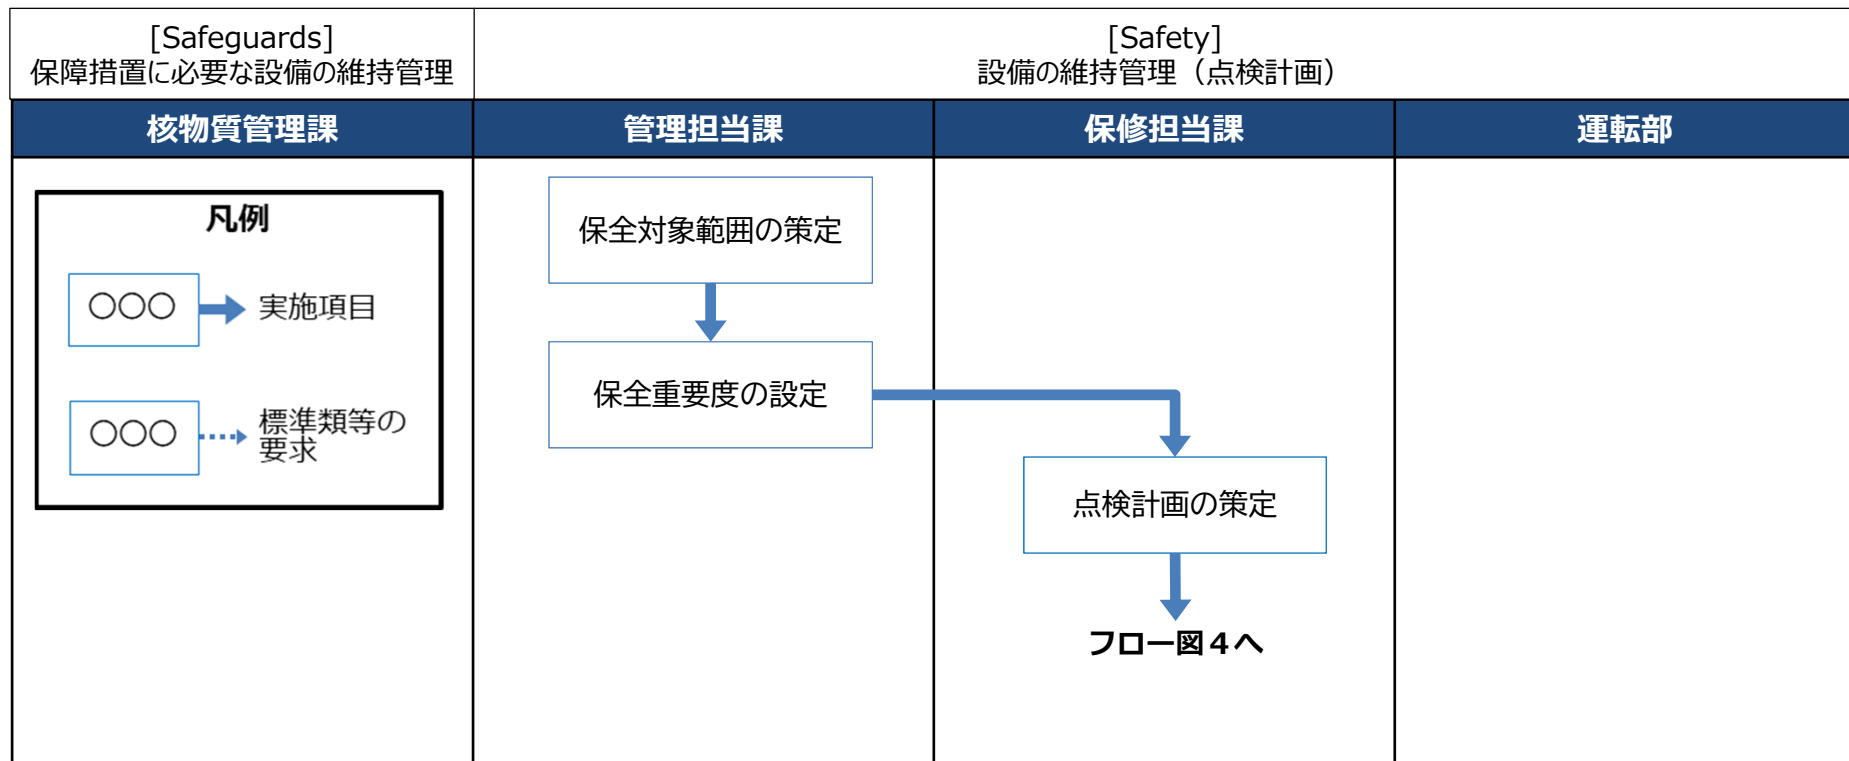 [Safeguards]
保障措置に必要な設備の維持管理
[Safety]
設備の維持管理（点検計画）
核物質管理課
管理担当課
保修担当課
運転部
凡例
〇〇〇
実施項目
〇〇〇
標準類等の
要求
保全対象範囲の策定
保全重要度の設定
点検計画の策定
フロー図４へ